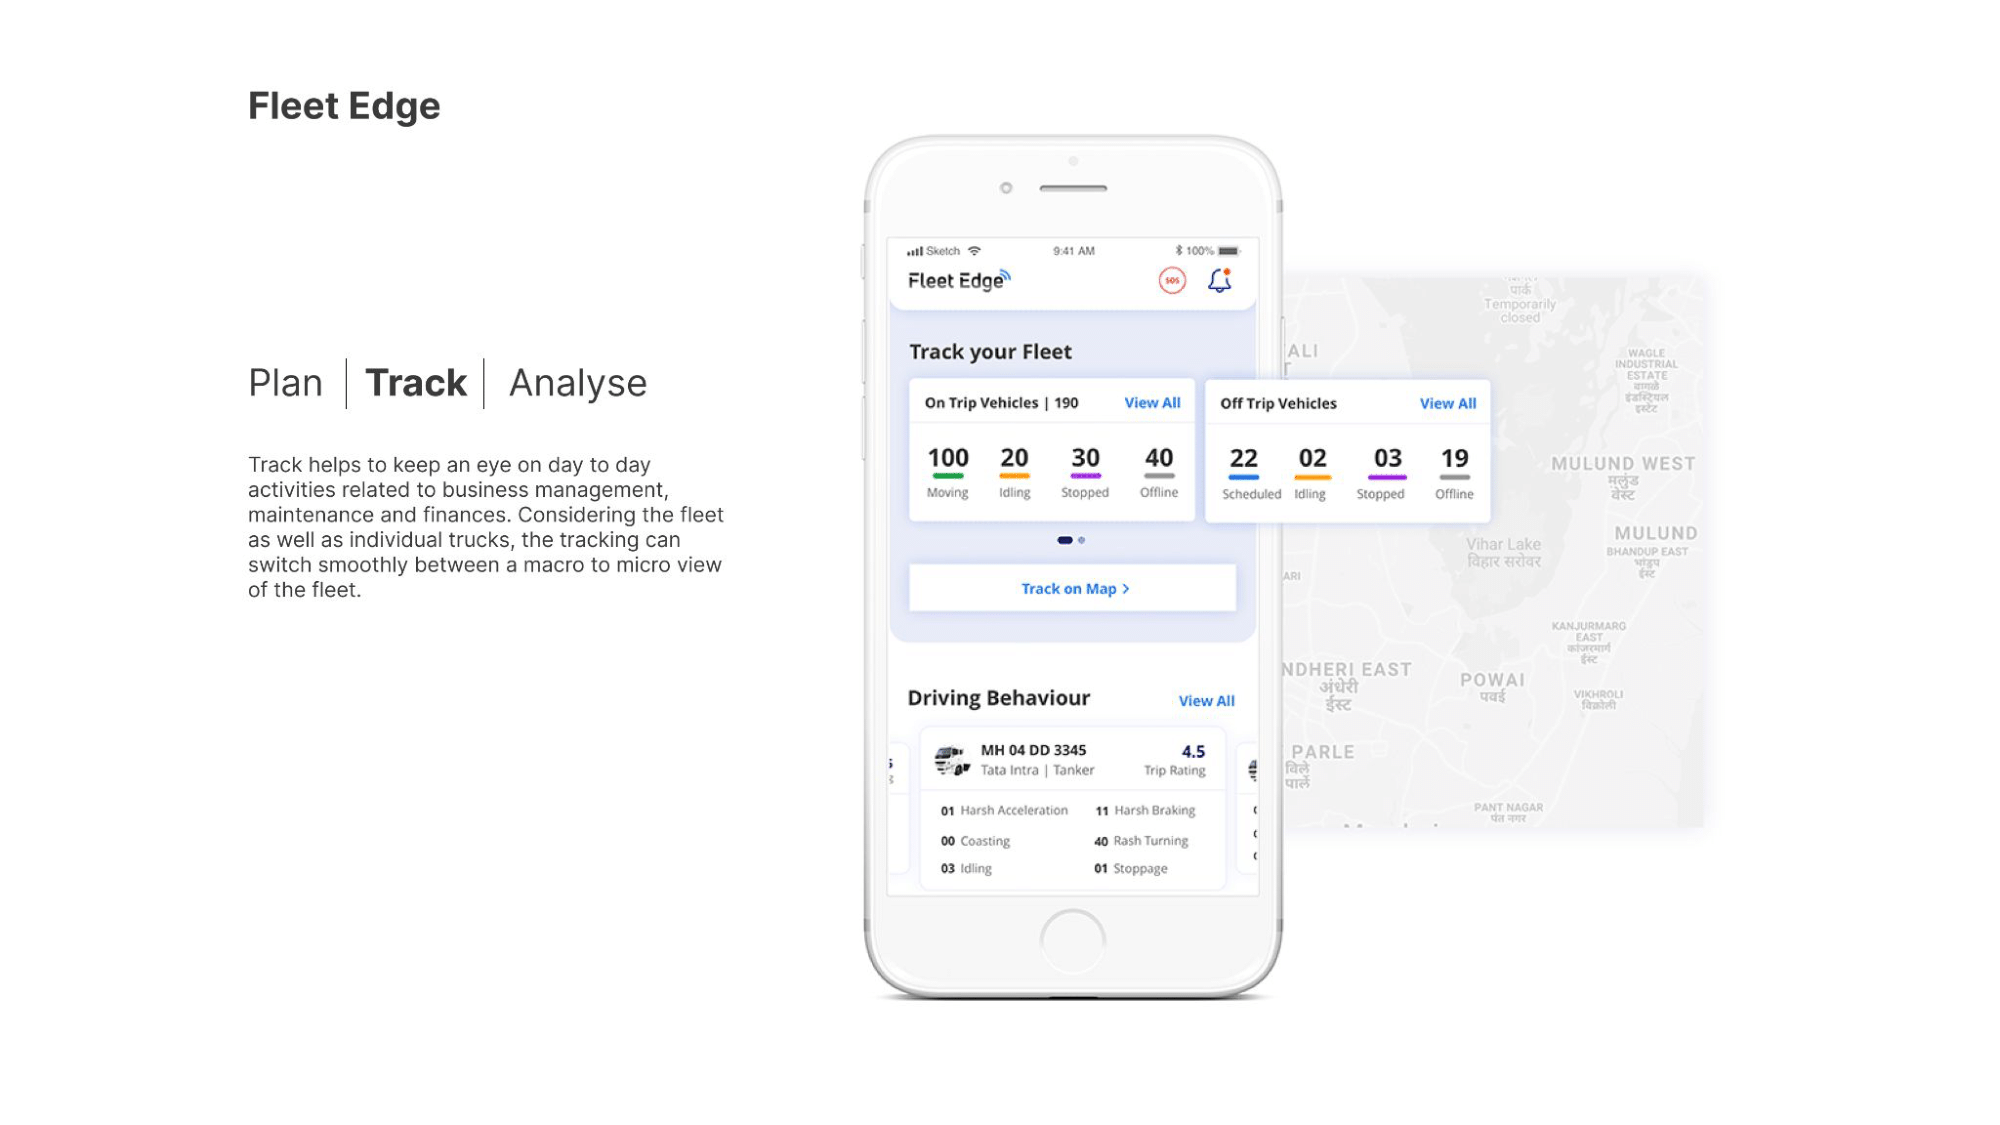 Fleet Edge
Plan | Track | Analyse
Track helps to keep an eye on day to day
activities related to business management,
maintenance and finances. Considering the fleet
as well as individual trucks, the tracking can
switch smoothly between a macro to micro view
of the fleet.
Sketch 9:41 AM 100%
Fleet Edge SOS
Track your Fleet
On Trip Vehicles | 190 View All
100 20 30 40
Moving Idling Stopped Offline
Off Trip Vehicles View All
22 02 03 19
Scheduled Idling Stopped Offline
Track on Map >
Driving Behaviour View All
MH 04 DD 3345 4.5
Tata Intra | Tanker Trip Rating
01 Harsh Acceleration 11 Harsh Braking
00 Coasting 40 Rash Turning
03 Idling 01 Stoppage
पार्क
Temporarily
closed
ALI
WAGLE
INDUSTRIAL
ESTATE
वागळे
इंडस्ट्रियल
इस्टेट
MULUND WEST
मुलुंड
वेस्ट
MULUND
BHANDUP EAST
भांडुप
ईस्ट
Vihar Lake
विहार सरोवर
ARI
KANJURMARG
EAST
कांजूरमार्ग
ईस्ट
NDHERI EAST
अंधेरी
ईस्ट
POWAI
पवई
VIKHROLI
विक्रोली
PARLE
विले
पार्ले
PANT NAGAR
पंत नगर